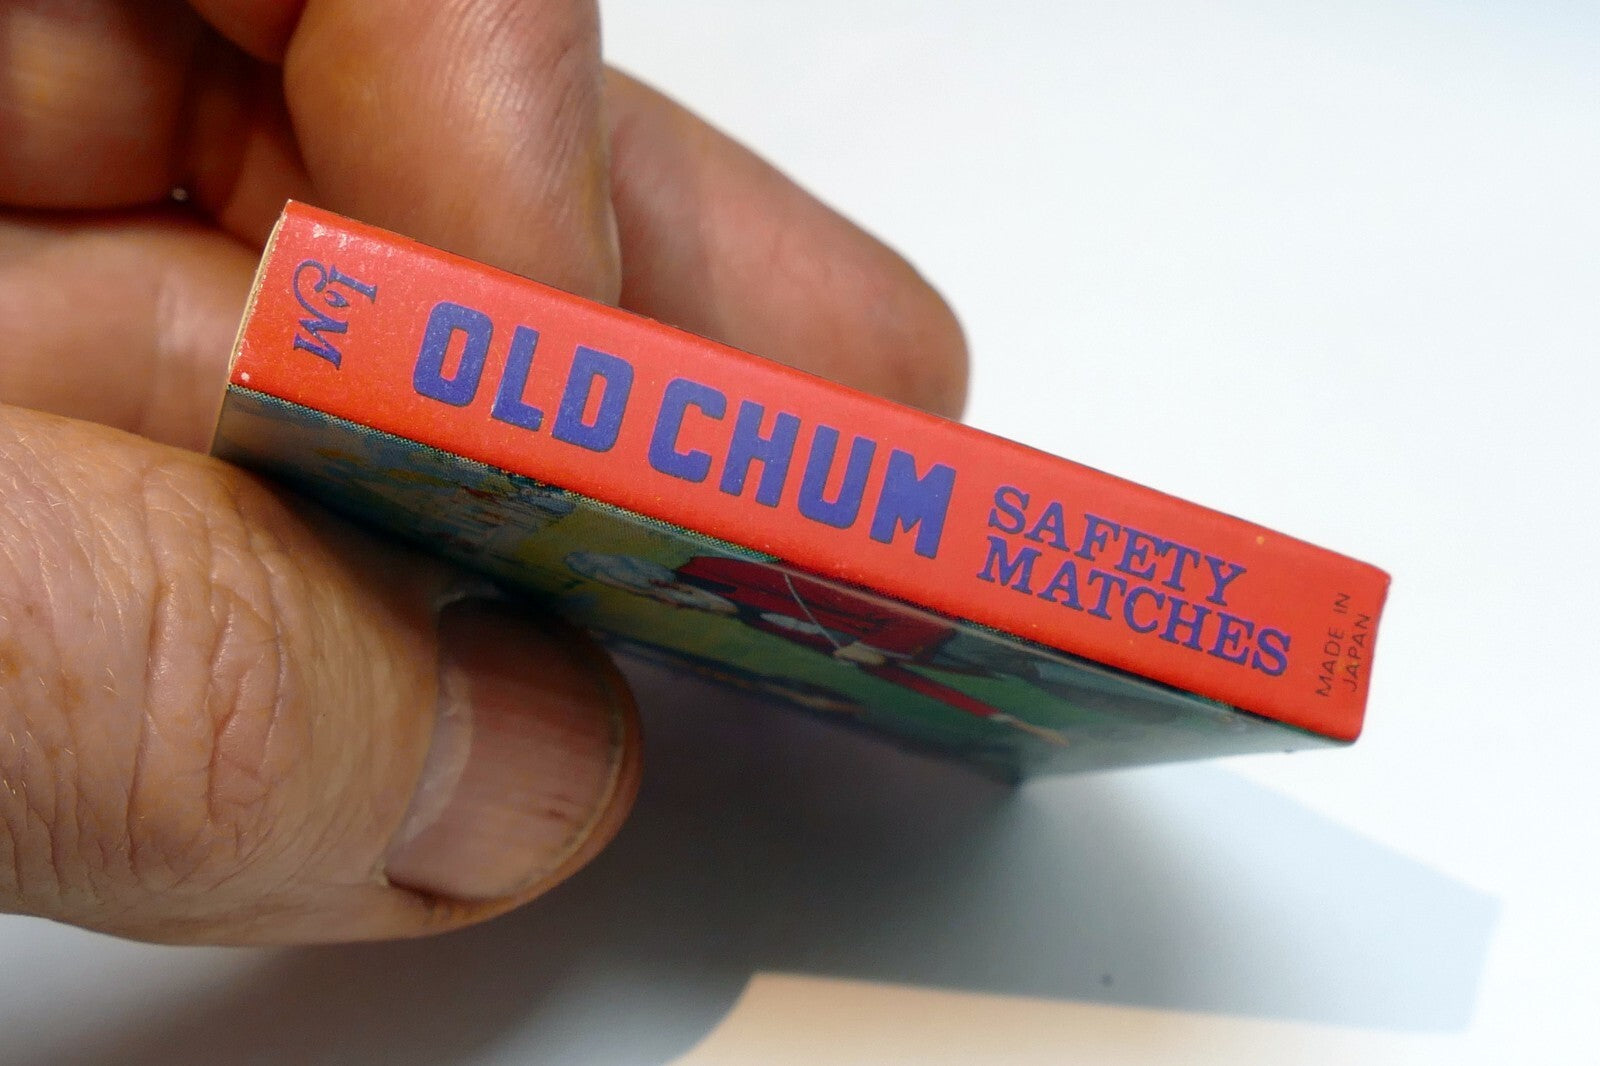 I&M
OLD CHUM
SAFETY
MATCHES
MADE IN
JAPAN